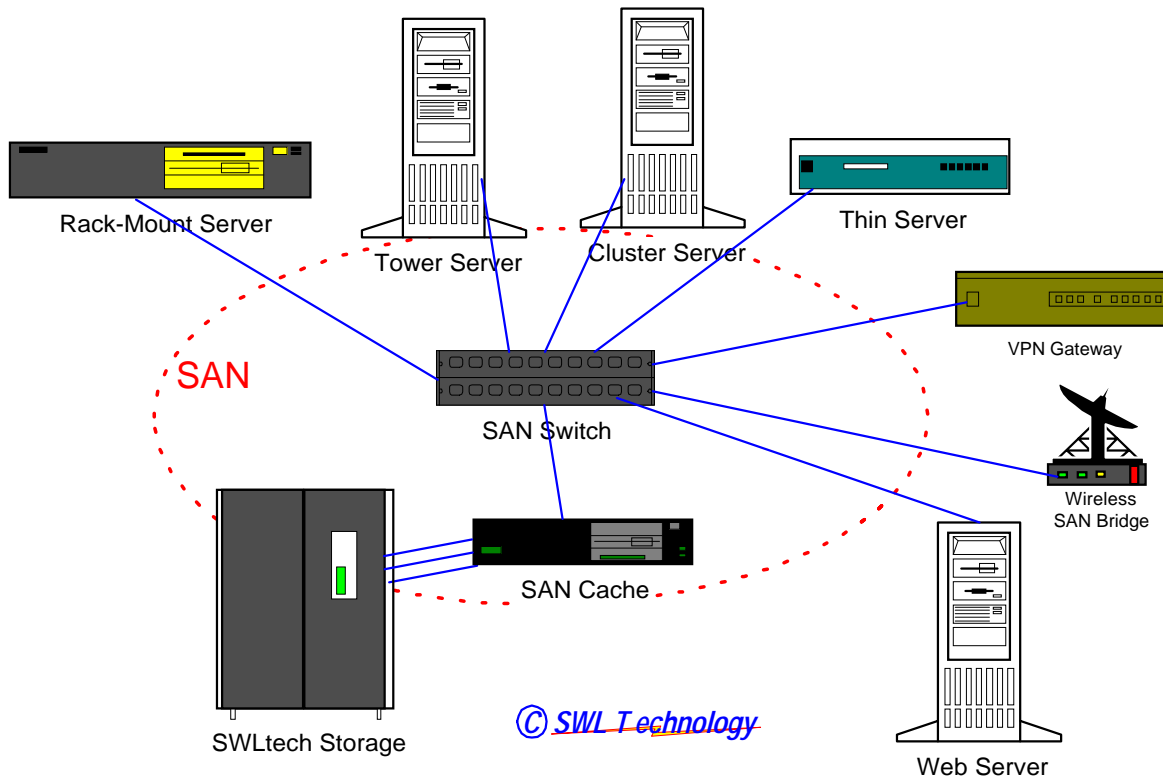 Rack-Mount Server
Tower Server
Cluster Server
Thin Server
VPN Gateway
SAN
SAN Switch
Wireless
SAN Bridge
SAN Cache
SWLtech Storage
© SWL Technology
Web Server